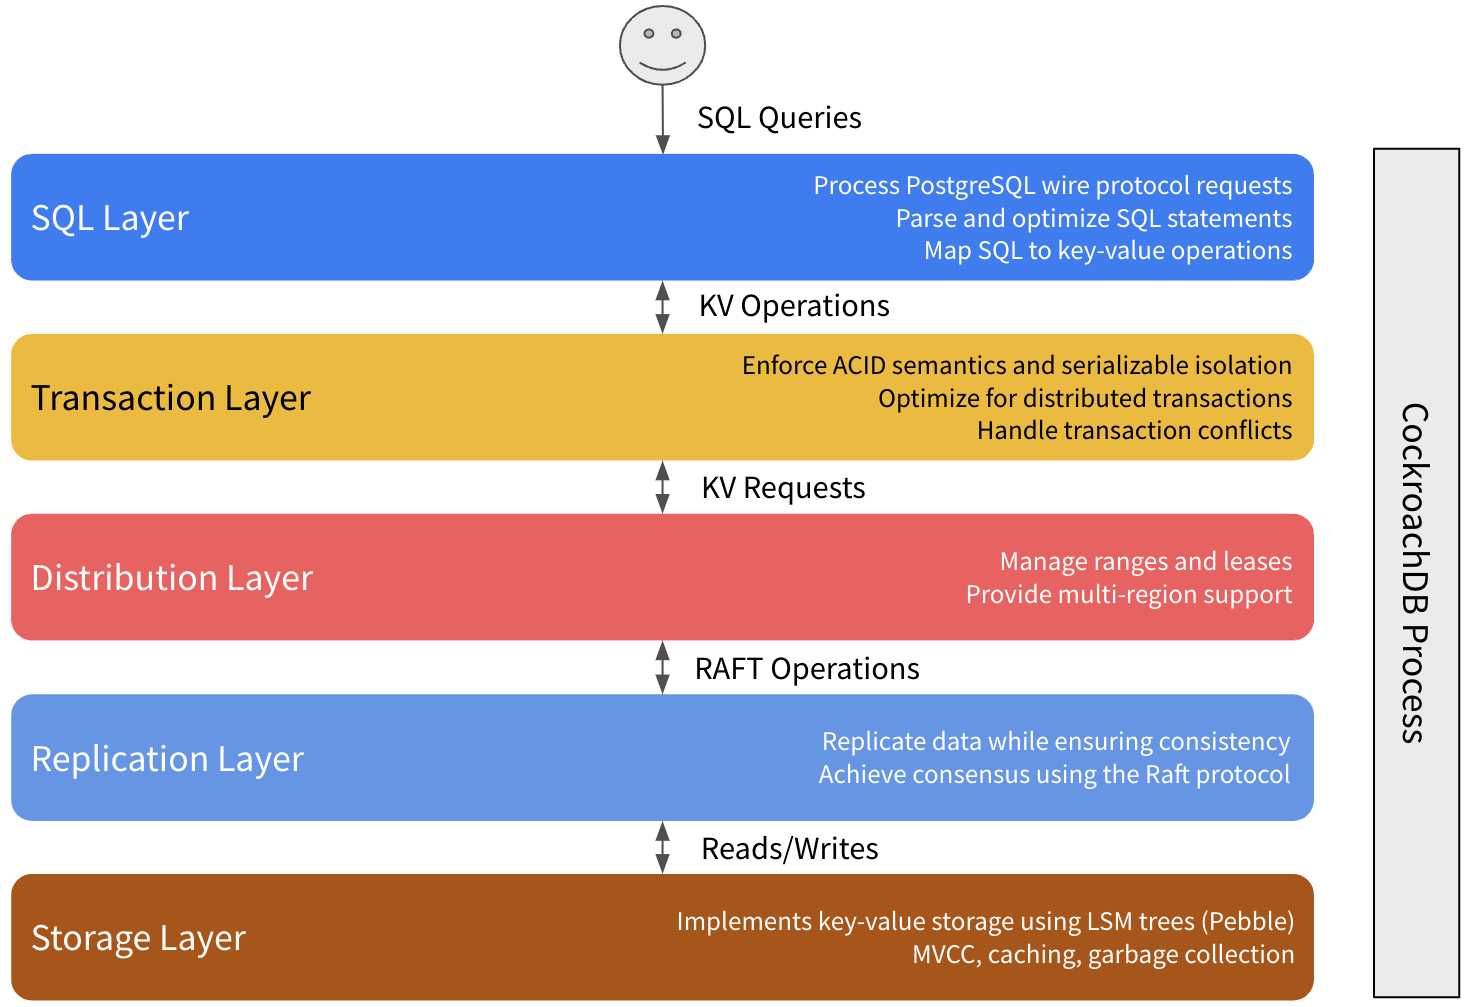 SQL Queries
SQL Layer
Process PostgreSQL wire protocol requests
Parse and optimize SQL statements
Map SQL to key-value operations
KV Operations
Transaction Layer
Enforce ACID semantics and serializable isolation
Optimize for distributed transactions
Handle transaction conflicts
KV Requests
Distribution Layer
Manage ranges and leases
Provide multi-region support
RAFT Operations
Replication Layer
Replicate data while ensuring consistency
Achieve consensus using the Raft protocol
Reads/Writes
Storage Layer
Implements key-value storage using LSM trees (Pebble)
MVCC, caching, garbage collection
CockroachDB Process